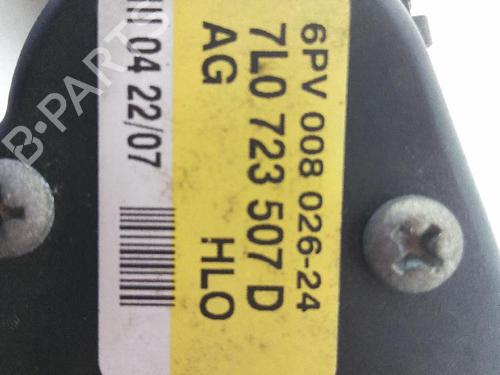 6PV 008 026-24
7L0 723 507 D
AG HLO
04 22/07
B-PARTS